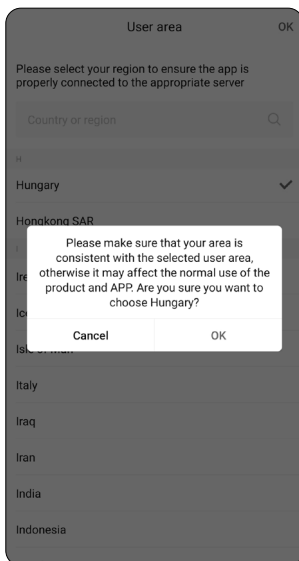 User area
OK
Please select your region to ensure the app is
properly connected to the appropriate server
Country or region
H
Hungary
Hongkong SAR
I
Please make sure that your area is
consistent with the selected user area,
otherwise it may affect the normal use of the
product and APP. Are you sure you want to
choose Hungary?
Cancel
OK
Italy
Iraq
Iran
India
Indonesia